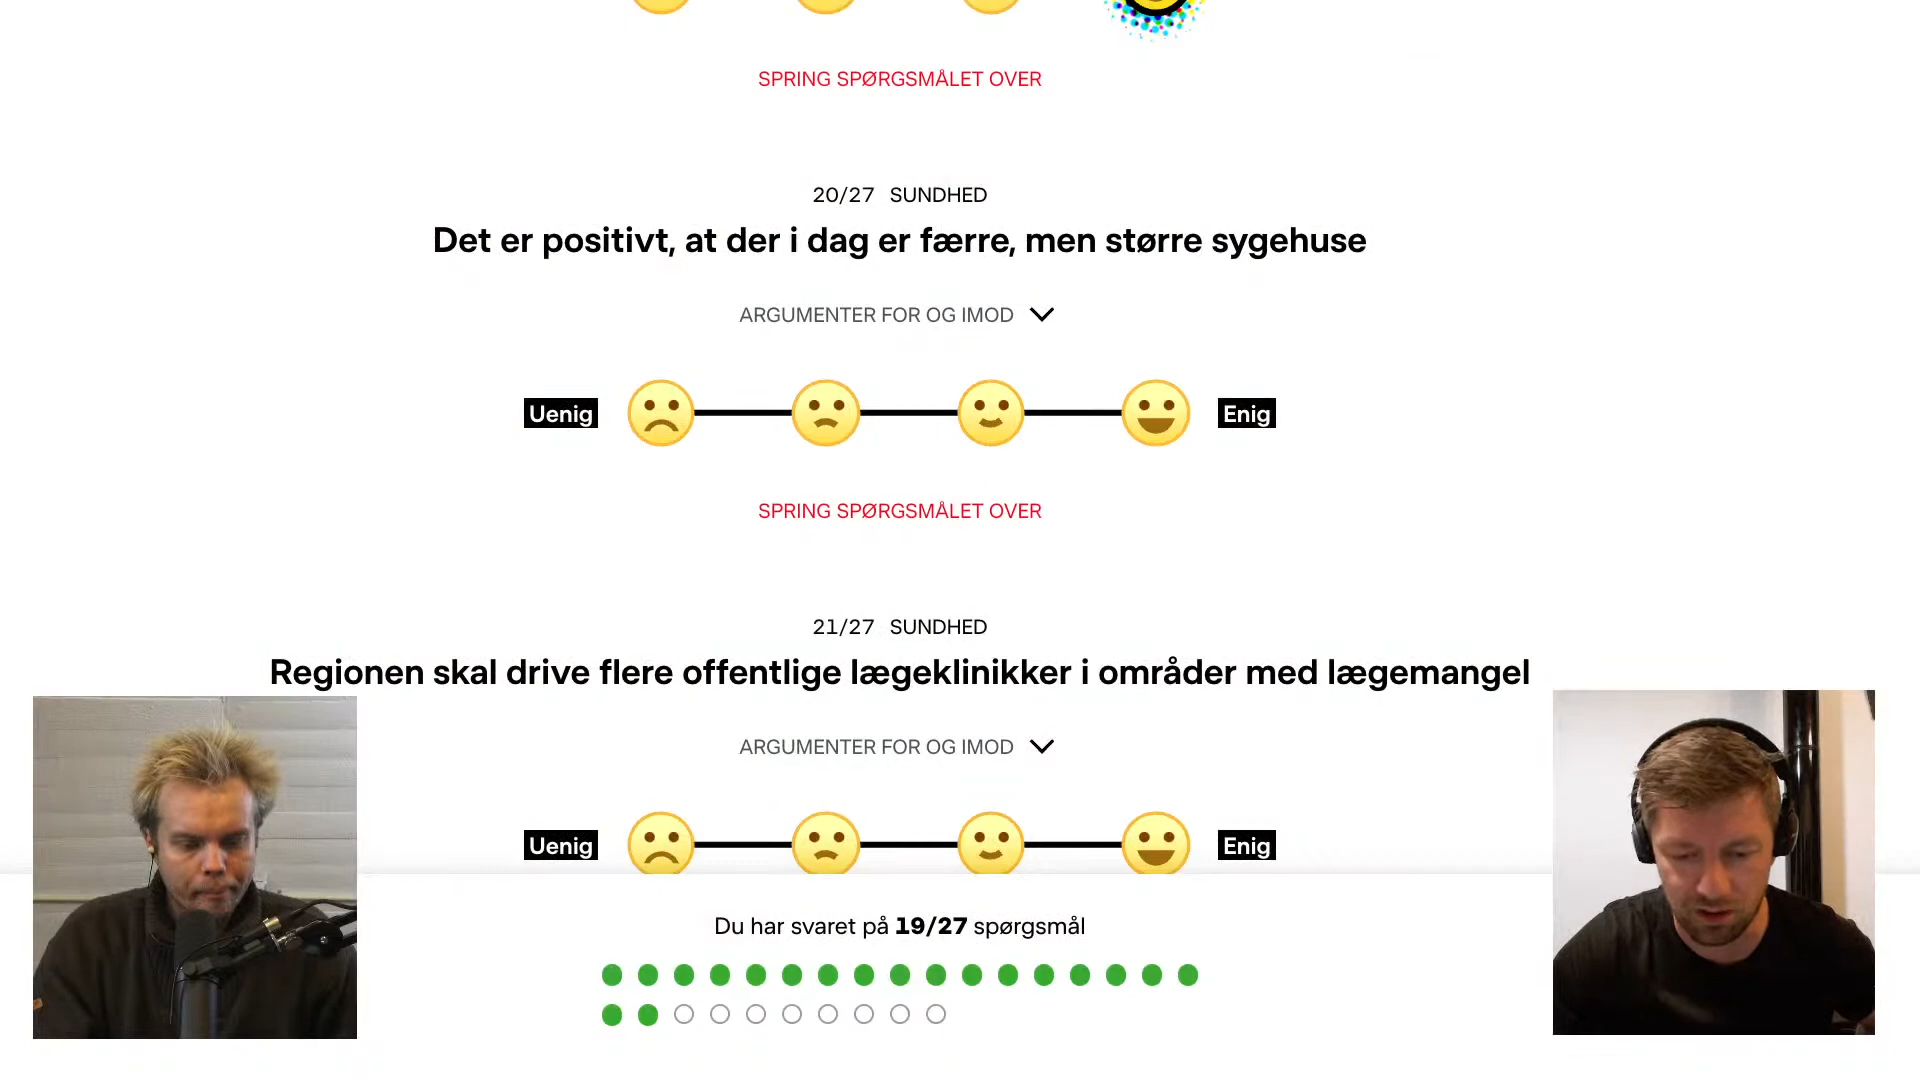 SPRING SPØRGSMÅLET OVER
20/27 SUNDHED
Det er positivt, at der i dag er færre, men større sygehuse
ARGUMENTER FOR OG IMOD
Uenig
Enig
SPRING SPØRGSMÅLET OVER
21/27 SUNDHED
Regionen skal drive flere offentlige lægeklinikker i områder med lægemangel
ARGUMENTER FOR OG IMOD
Uenig
Enig
Du har svaret på 19/27 spørgsmål